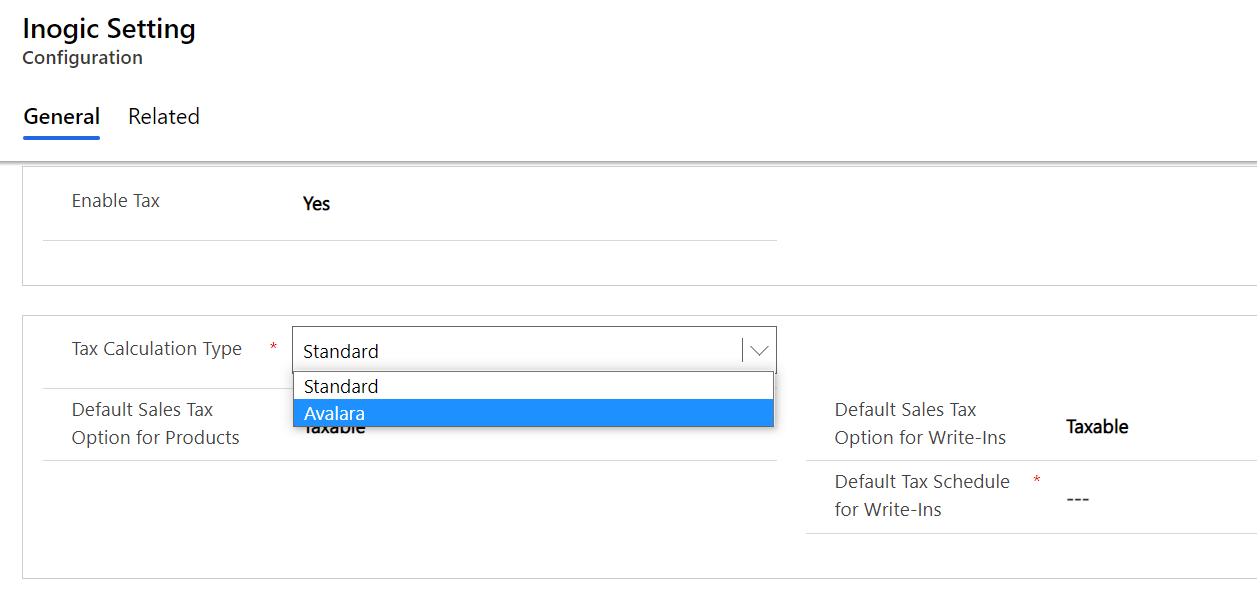 Inogic Setting
Configuration
General Related
Enable Tax Yes
Tax Calculation Type * Standard
Standard
Avalara
Default Sales Tax
Option for Products Taxable
Default Sales Tax
Option for Write-Ins Taxable
Default Tax Schedule *
for Write-Ins ---